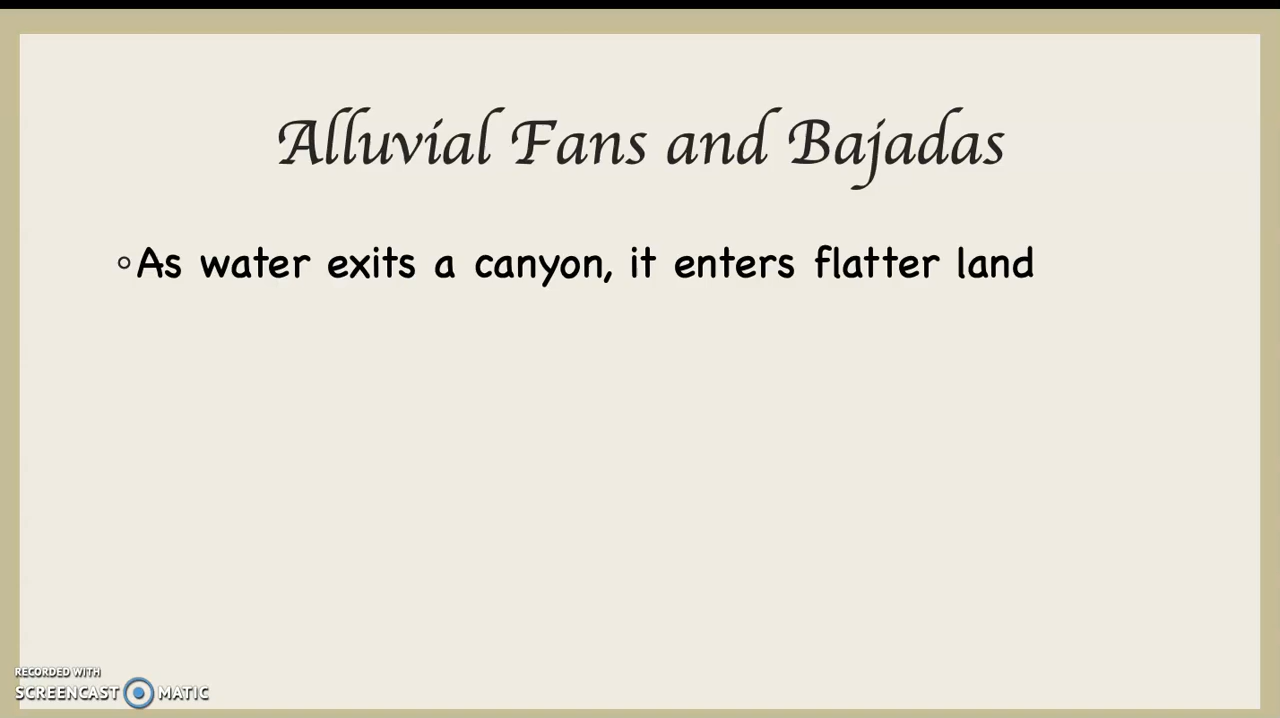 Alluvial Fans and Bajadas
◦As water exits a canyon, it enters flatter land
RECORDED WITH
SCREENCAST MATIC